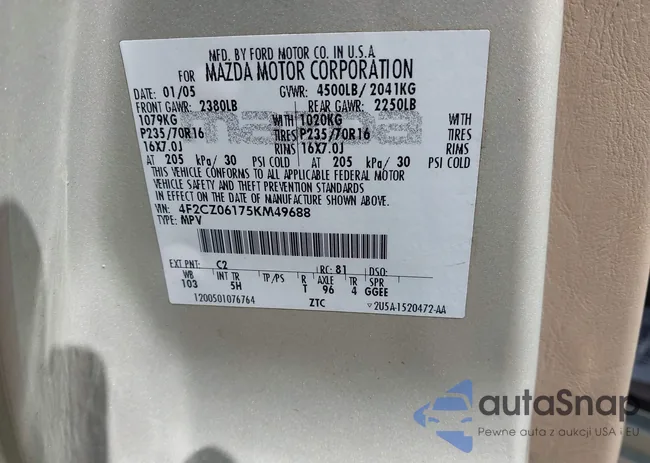 MFD. BY FORD MOTOR CO. IN U.S.A.
FOR MAZDA MOTOR CORPORATION
DATE: 01/05 GVWR: 4500LB/ 2041KG
FRONT GAWR: 2380LB REAR GAWR: 2250LB
1079KG WITH 1020KG WITH
P235/70R16 TIRES P235/70R16 TIRES
16X7.0J RIMS 16X7.0J RIMS
AT 205 kPa/ 30 PSI COLD AT 205 kPa/ 30 PSI COLD
THIS VEHICLE CONFORMS TO ALL APPLICABLE FEDERAL MOTOR
VEHICLE SAFETY AND THEFT PREVENTION STANDARDS
IN EFFECT ON THE DATE OF MANUFACTURE SHOWN ABOVE.
VIN: 4F2CZ06175KM49688
TYPE: MPV
EXT PNT: C2 RC: 81 DSO:
WB INT TR TP/PS R AXLE TR SPR
103 5H T 96 4 GGEE
1200501076764 ZTC V 2U5A-1520472-AA
autoSnap
Pewne auta z aukcji USA i EU